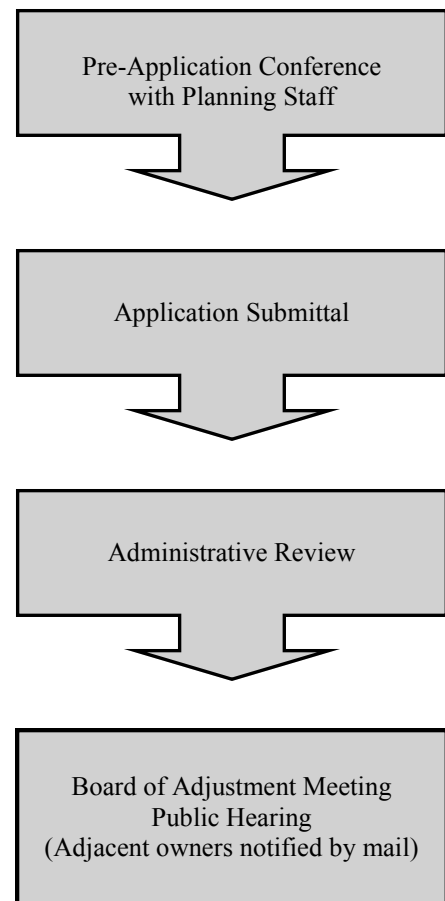 Pre-Application Conference
with Planning Staff
Application Submittal
Administrative Review
Board of Adjustment Meeting
Public Hearing
(Adjacent owners notified by mail)